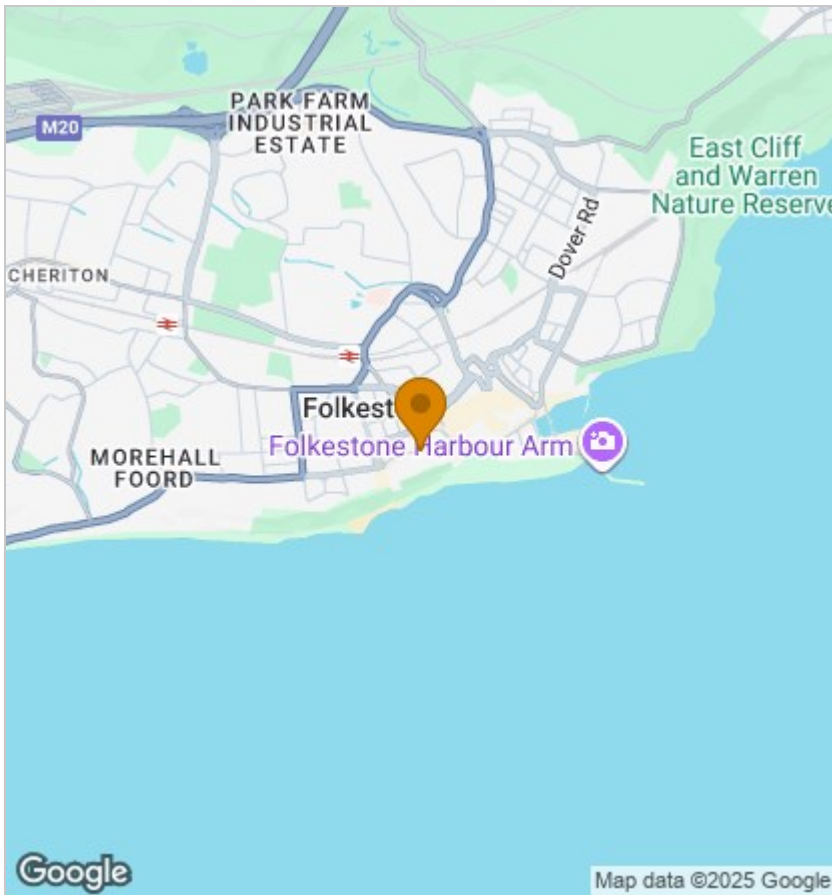 PARK FARM
INDUSTRIAL
ESTATE
M20
East Cliff
and Warren
Nature Reserve
Dover Rd
CHERITON
Folkest
Folkestone Harbour Arm
MOREHALL
FOORD
Google
Map data ©2025 Google